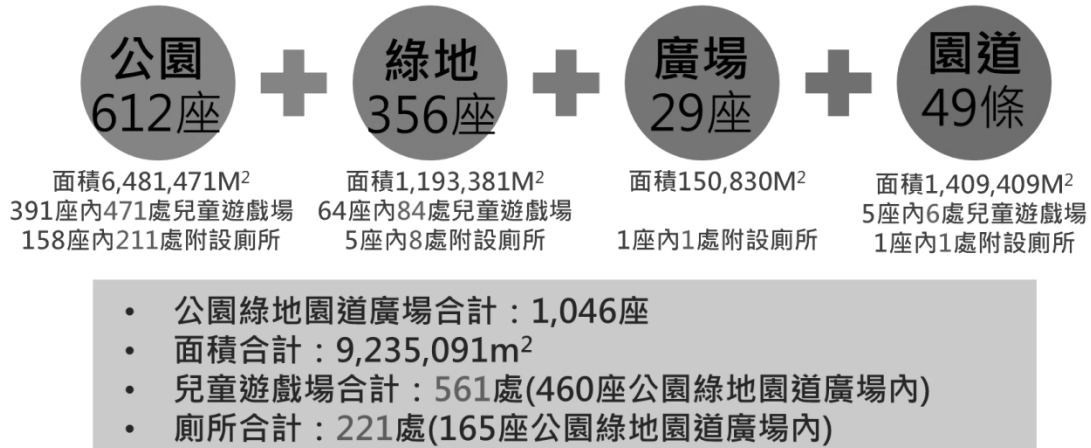 公園
612座
面積6,481,471M²
391座內471處兒童遊戲場
158座內211處附設廁所
綠地
356座
面積1,193,381M²
64座內84處兒童遊戲場
5座內8處附設廁所
廣場
29座
面積150,830M²
1座內1處附設廁所
園道
49條
面積1,409,409M²
5座內6處兒童遊戲場
1座內1處附設廁所
• 公園綠地園道廣場合計：1,046座
• 面積合計：9,235,091m²
• 兒童遊戲場合計：561處(460座公園綠地園道廣場內)
• 廁所合計：221處(165座公園綠地園道廣場內)